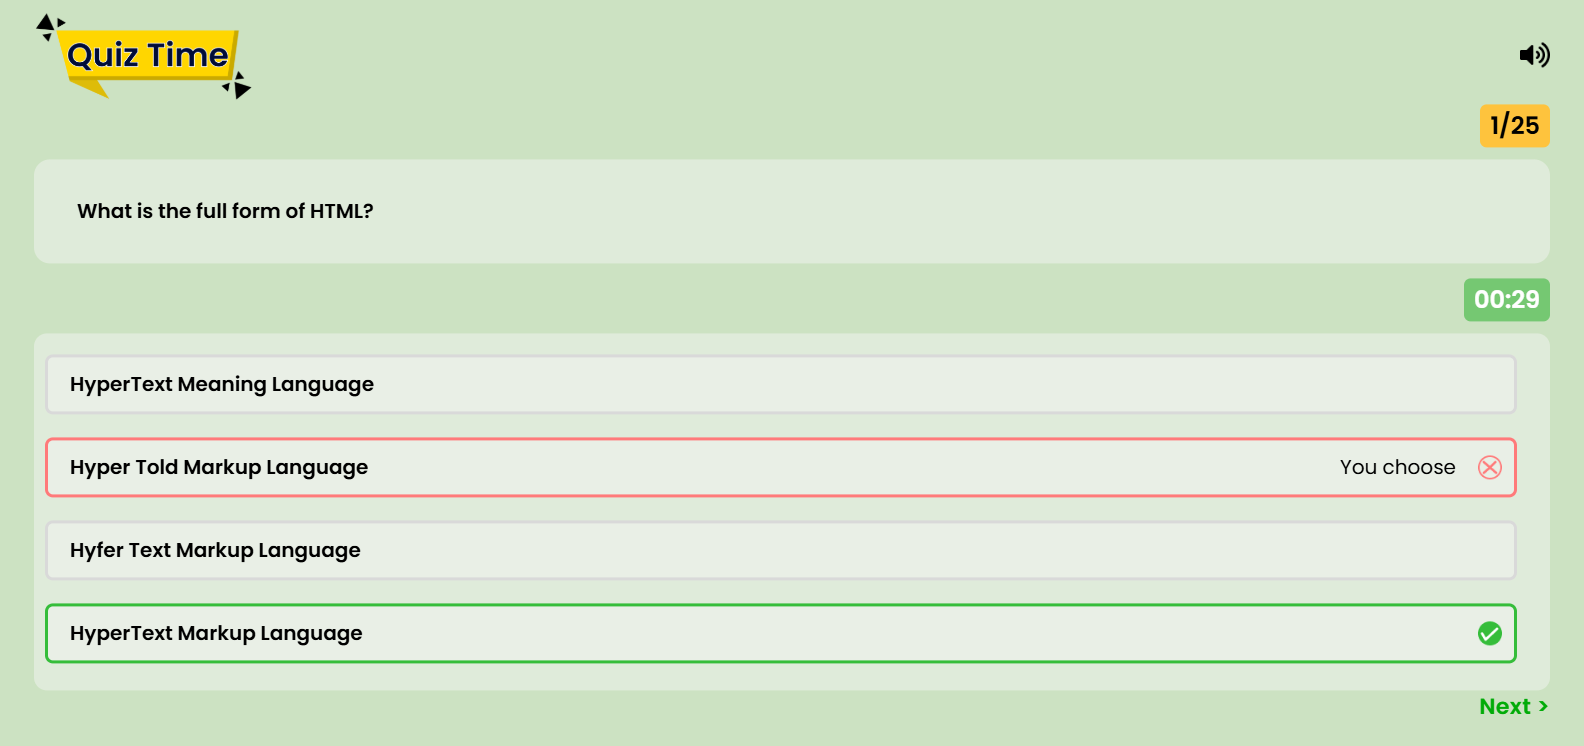 Quiz Time
1/25
What is the full form of HTML?
00:29
HyperText Meaning Language
Hyper Told Markup Language You choose
Hyfer Text Markup Language
HyperText Markup Language
Next >